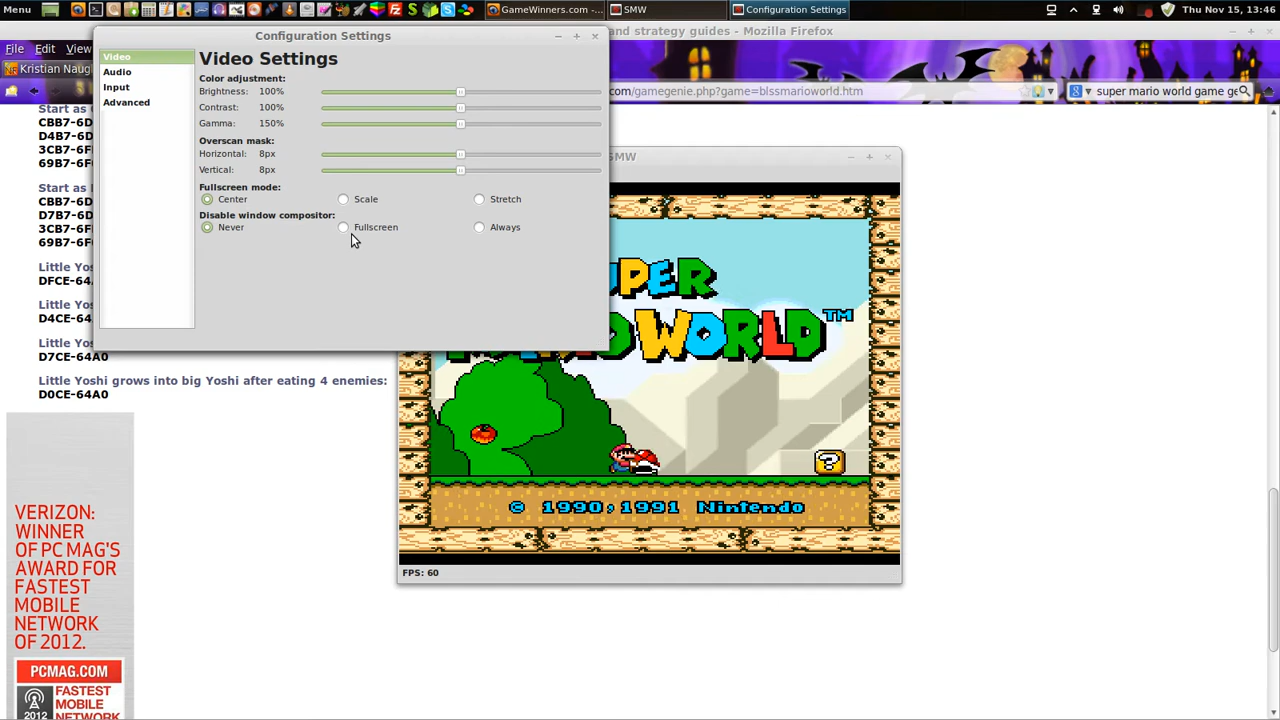 Menu
GameWinners.com -...
SMW
Configuration Settings
Thu Nov 15, 13:46
and strategy guides - Mozilla Firefox
File Edit View
Kristian Naugl
com/gamegenie.php?game=blssmarioworld.htm
super mario world game ge
Configuration Settings
Video
Audio
Input
Advanced
Video Settings
Color adjustment:
Brightness: 100%
Contrast: 100%
Gamma: 150%
Overscan mask:
Horizontal: 8px
Vertical: 8px
Fullscreen mode:
Center Scale Stretch
Disable window compositor:
Never Fullscreen Always
Start as
CBB7-6D
D4B7-6D
3CB7-6F
69B7-6F
Start as
CBB7-6D
D7B7-6D
3CB7-6F
69B7-6F
Little Yos
DFCE-64A
Little Yos
D4CE-64A
Little Yos
D7CE-64A0
Little Yoshi grows into big Yoshi after eating 4 enemies:
D0CE-64A0
SMW
UPER
WORLD TM
?
© 1990,1991 Nintendo
FPS: 60
VERIZON:
WINNER
OF PC MAG'S
AWARD FOR
FASTEST
MOBILE
NETWORK
OF 2012.
PCMAG.COM
2012
FASTEST
MOBILE
NETWORK